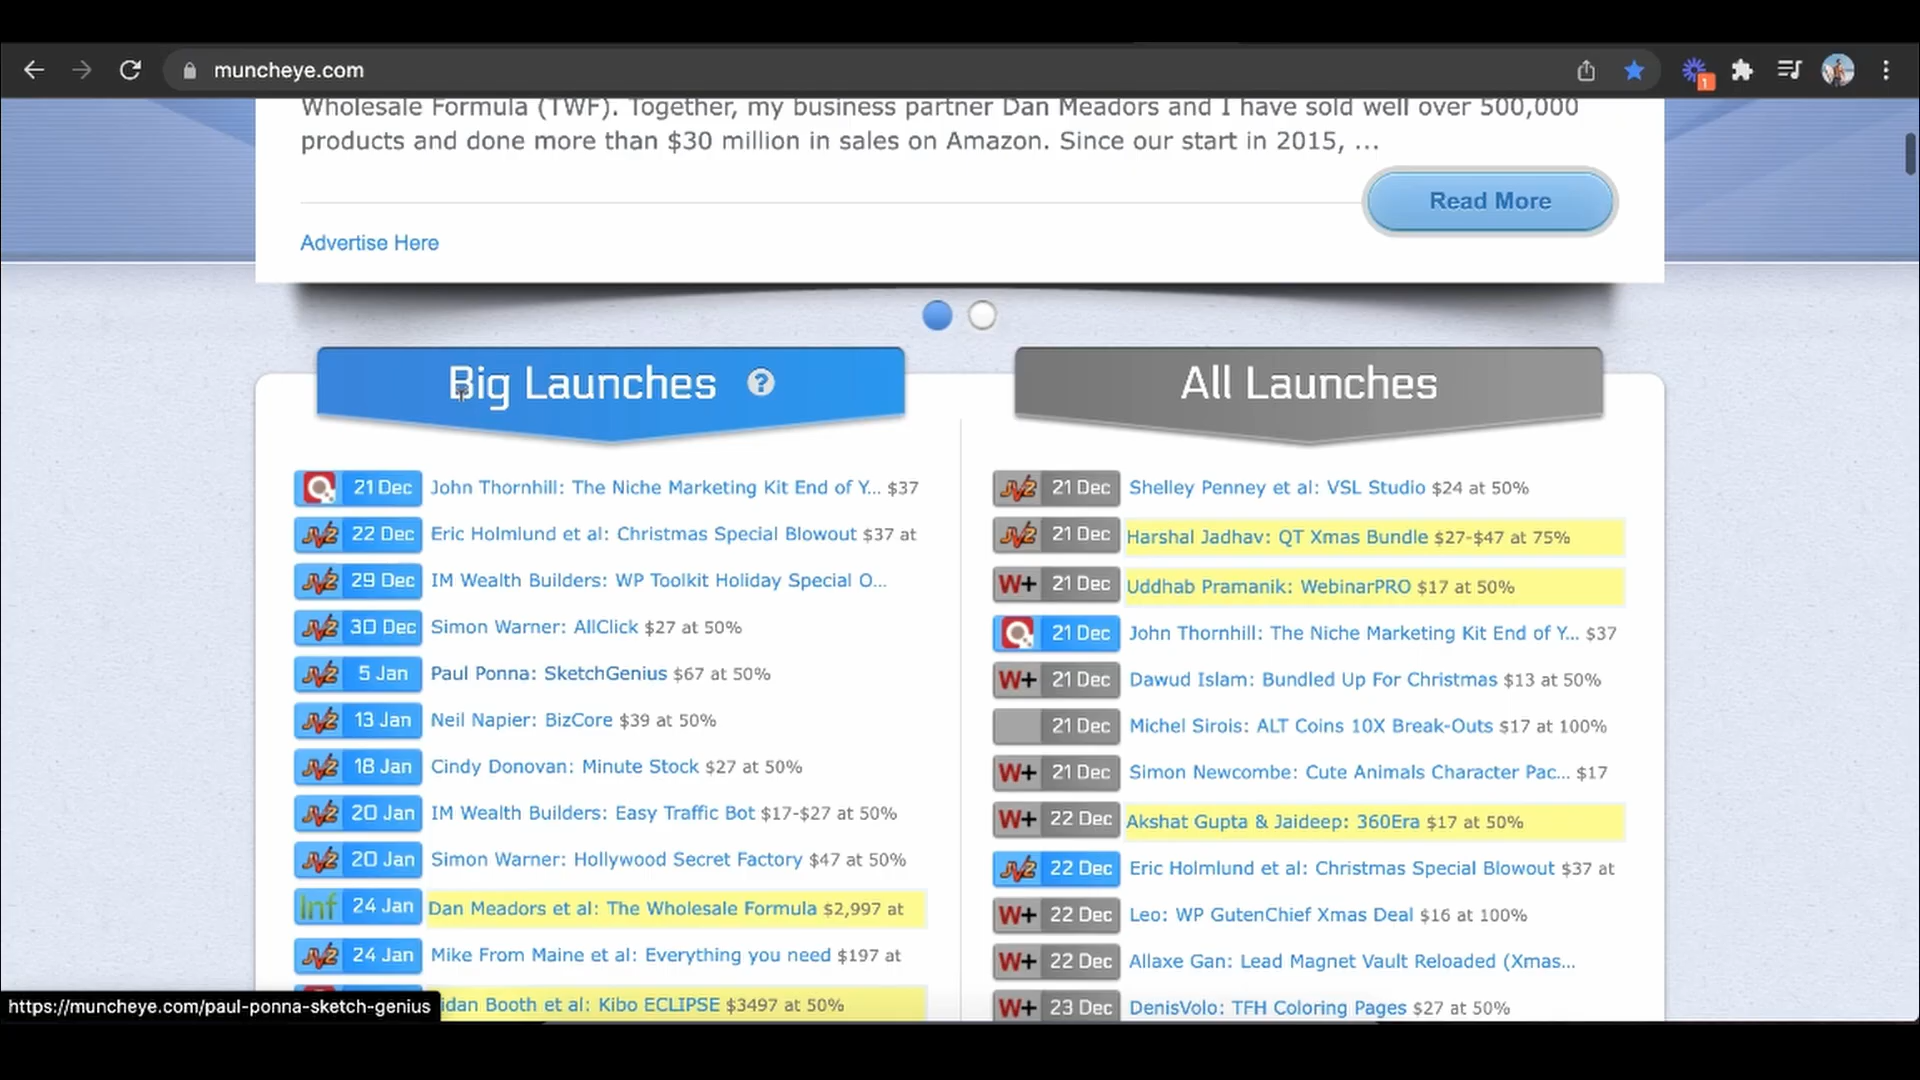 muncheye.com
1
Wholesale Formula (TWF). Together, my business partner Dan Meadors and I have sold well over 500,000
products and done more than $30 million in sales on Amazon. Since our start in 2015, ...
Read More
Advertise Here
Big Launches ?
JVZ 21 Dec John Thornhill: The Niche Marketing Kit End of Y... $37
JVZ 22 Dec Eric Holmlund et al: Christmas Special Blowout $37 at
JVZ 29 Dec IM Wealth Builders: WP Toolkit Holiday Special O...
JVZ 30 Dec Simon Warner: AllClick $27 at 50%
JVZ 5 Jan Paul Ponna: SketchGenius $67 at 50%
JVZ 13 Jan Neil Napier: BizCore $39 at 50%
JVZ 18 Jan Cindy Donovan: Minute Stock $27 at 50%
JVZ 20 Jan IM Wealth Builders: Easy Traffic Bot $17-$27 at 50%
JVZ 20 Jan Simon Warner: Hollywood Secret Factory $47 at 50%
Inf 24 Jan Dan Meadors et al: The Wholesale Formula $2,997 at
JVZ 24 Jan Mike From Maine et al: Everything you need $197 at
idan Booth et al: Kibo ECLIPSE $3497 at 50%
All Launches
JVZ 21 Dec Shelley Penney et al: VSL Studio $24 at 50%
JVZ 21 Dec Harshal Jadhav: QT Xmas Bundle $27-$47 at 75%
W+ 21 Dec Uddhab Pramanik: WebinarPRO $17 at 50%
21 Dec John Thornhill: The Niche Marketing Kit End of Y... $37
W+ 21 Dec Dawud Islam: Bundled Up For Christmas $13 at 50%
21 Dec Michel Sirois: ALT Coins 10X Break-Outs $17 at 100%
W+ 21 Dec Simon Newcombe: Cute Animals Character Pac... $17
W+ 22 Dec Akshat Gupta & Jaideep: 360Era $17 at 50%
JVZ 22 Dec Eric Holmlund et al: Christmas Special Blowout $37 at
W+ 22 Dec Leo: WP GutenChief Xmas Deal $16 at 100%
W+ 22 Dec Allaxe Gan: Lead Magnet Vault Reloaded (Xmas...
W+ 23 Dec DenisVolo: TFH Coloring Pages $27 at 50%
https://muncheye.com/paul-ponna-sketch-genius